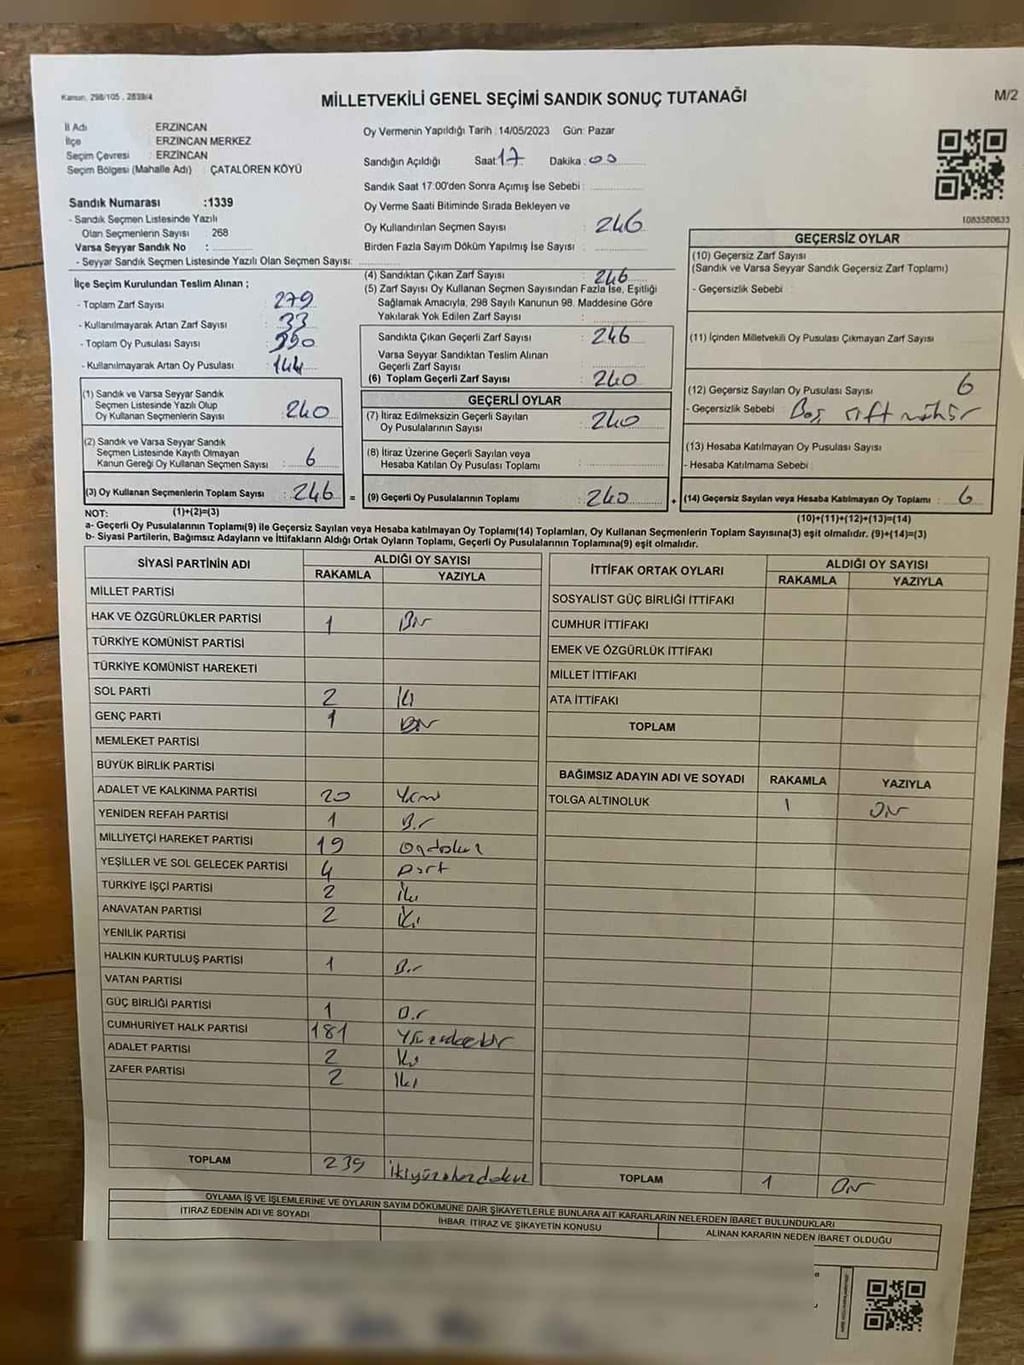 Kanun, 298/105 , 2839/4
MİLLETVEKİLİ GENEL SEÇİMİ SANDIK SONUÇ TUTANAĞI
M/2
İl Adı : ERZİNCAN
İlçe : ERZİNCAN MERKEZ
Seçim Çevresi : ERZİNCAN
Seçim Bölgesi (Mahalle Adı) : ÇATALÖREN KÖYÜ
Sandık Numarası :1339
- Sandık Seçmen Listesinde Yazılı
Olan Seçmenlerin Sayısı 268
Varsa Seyyar Sandık No :
- Seyyar Sandık Seçmen Listesinde Yazılı Olan Seçmen Sayısı:
İlçe Seçim Kurulundan Teslim Alınan ;
- Toplam Zarf Sayısı : 279
- Kullanılmayarak Artan Zarf Sayısı : 33
- Toplam Oy Pusulası Sayısı : 390
- Kullanılmayarak Artan Oy Pusulası : 144
(1) Sandık ve Varsa Seyyar Sandık
Seçmen Listesinde Yazılı Olup
Oy Kullanan Seçmenlerin Sayısı : 240
(2) Sandık ve Varsa Seyyar Sandık
Seçmen Listesinde Kayıtlı Olmayan
Kanun Gereği Oy Kullanan Seçmen Sayısı : 6
(3) Oy Kullanan Seçmenlerin Toplam Sayısı : 246 =
(1)+(2)=(3)
Oy Vermenin Yapıldığı Tarih :14/05/2023 Gün: Pazar
Sandığın Açıldığı Saat:17 Dakika:00
Sandık Saat 17:00'den Sonra Açımış İse Sebebi :
Oy Verme Saati Bitiminde Sırada Bekleyen ve
Oy Kullandırılan Seçmen Sayısı : 246
Birden Fazla Sayım Döküm Yapılmış İse Sayısı :
(4) Sandıktan Çıkan Zarf Sayısı : 246
(5) Zarf Sayısı Oy Kullanan Seçmen Sayısından Fazla İse, Eşitliği
Sağlamak Amacıyla, 298 Sayılı Kanunun 98. Maddesine Göre
Yakılarak Yok Edilen Zarf Sayısı :
Sandıkta Çıkan Geçerli Zarf Sayısı : 246
Varsa Seyyar Sandıktan Teslim Alınan
Geçerli Zarf Sayısı :
(6) Toplam Geçerli Zarf Sayısı : 240
GEÇERLİ OYLAR
(7) İtiraz Edilmeksizin Geçerli Sayılan
Oy Pusulalarının Sayısı : 240
(8) İtiraz Üzerine Geçerli Sayılan veya
Hesaba Katılan Oy Pusulası Toplamı :
(9) Geçerli Oy Pusulalarının Toplamı : 240 +
1083580633
GEÇERSİZ OYLAR
(10) Geçersiz Zarf Sayısı
(Sandık ve Varsa Seyyar Sandık Geçersiz Zarf Toplamı)
- Geçersizlik Sebebi :
(11) İçinden Milletvekili Oy Pusulası Çıkmayan Zarf Sayısı
(12) Geçersiz Sayılan Oy Pusulası Sayısı 6
- Geçersizlik Sebebi : Boş çift mühür
(13) Hesaba Katılmayan Oy Pusulası Sayısı
- Hesaba Katılmama Sebebi :
(14) Geçersiz Sayılan veya Hesaba Katılmayan Oy Toplamı : 6
(10)+(11)+(12)+(13)=(14)
NOT:
a- Geçerli Oy Pusulalarının Toplamı(9) ile Geçersiz Sayılan veya Hesaba katılmayan Oy Toplamı(14) Toplamları, Oy Kullanan Seçmenlerin Toplam Sayısına(3) eşit olmalıdır. (9)+(14)=(3)
b- Siyasi Partilerin, Bağımsız Adayların ve İttifakların Aldığı Ortak Oyların Toplamı, Geçerli Oy Pusulalarının Toplamına(9) eşit olmalıdır.
SİYASİ PARTİNİN ADI ALDIĞI OY SAYISI
RAKAMLA YAZIYLA
MİLLET PARTİSİ
HAK VE ÖZGÜRLÜKLER PARTİSİ 1 Bir
TÜRKİYE KOMÜNİST PARTİSİ
TÜRKİYE KOMÜNİST HAREKETİ
SOL PARTİ 2 İki
GENÇ PARTİ 1 Bir
MEMLEKET PARTİSİ
BÜYÜK BİRLİK PARTİSİ
ADALET VE KALKINMA PARTİSİ 20 Yirmi
YENİDEN REFAH PARTİSİ 1 Bir
MİLLİYETÇİ HAREKET PARTİSİ 19 Ondokuz
YEŞİLLER VE SOL GELECEK PARTİSİ 4 Dört
TÜRKİYE İŞÇİ PARTİSİ 2 İki
ANAVATAN PARTİSİ 2 İki
YENİLİK PARTİSİ
HALKIN KURTULUŞ PARTİSİ 1 Bir
VATAN PARTİSİ
GÜÇ BİRLİĞİ PARTİSİ 1 Bir
CUMHURİYET HALK PARTİSİ 181 Yüzseksenbir
ADALET PARTİSİ 2 İki
ZAFER PARTİSİ 2 İki
TOPLAM 239 ikiyüzotuzdokuz
İTTİFAK ORTAK OYLARI ALDIĞI OY SAYISI
RAKAMLA YAZIYLA
SOSYALİST GÜÇ BİRLİĞİ İTTİFAKI
CUMHUR İTTİFAKI
EMEK VE ÖZGÜRLÜK İTTİFAKI
MİLLET İTTİFAKI
ATA İTTİFAKI
TOPLAM
BAĞIMSIZ ADAYIN ADI VE SOYADI RAKAMLA YAZIYLA
TOLGA ALTINOLUK 1 Bir
TOPLAM 1 Bir
OYLAMA İŞ VE İŞLEMLERİNE VE OYLARIN SAYIM DÖKÜMÜNE DAİR ŞİKAYETLERLE BUNLARA AİT KARARLARIN NELERDEN İBARET BULUNDUKLARI
İTİRAZ EDENİN ADI VE SOYADI İHBAR, İTİRAZ VE ŞİKAYETİN KONUSU ALINAN KARARIN NEDEN İBARET OLDUĞU